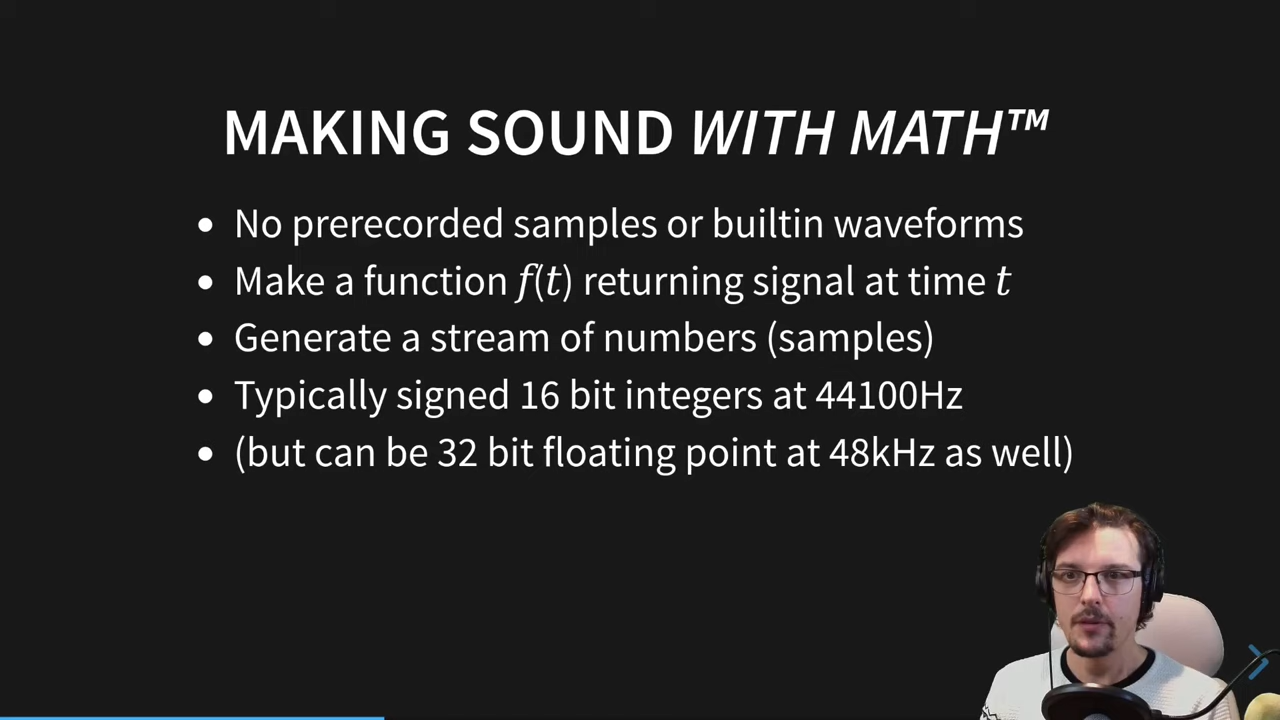 MAKING SOUND WITH MATH™
• No prerecorded samples or builtin waveforms
• Make a function f(t) returning signal at time t
• Generate a stream of numbers (samples)
• Typically signed 16 bit integers at 44100Hz
• (but can be 32 bit floating point at 48kHz as well)